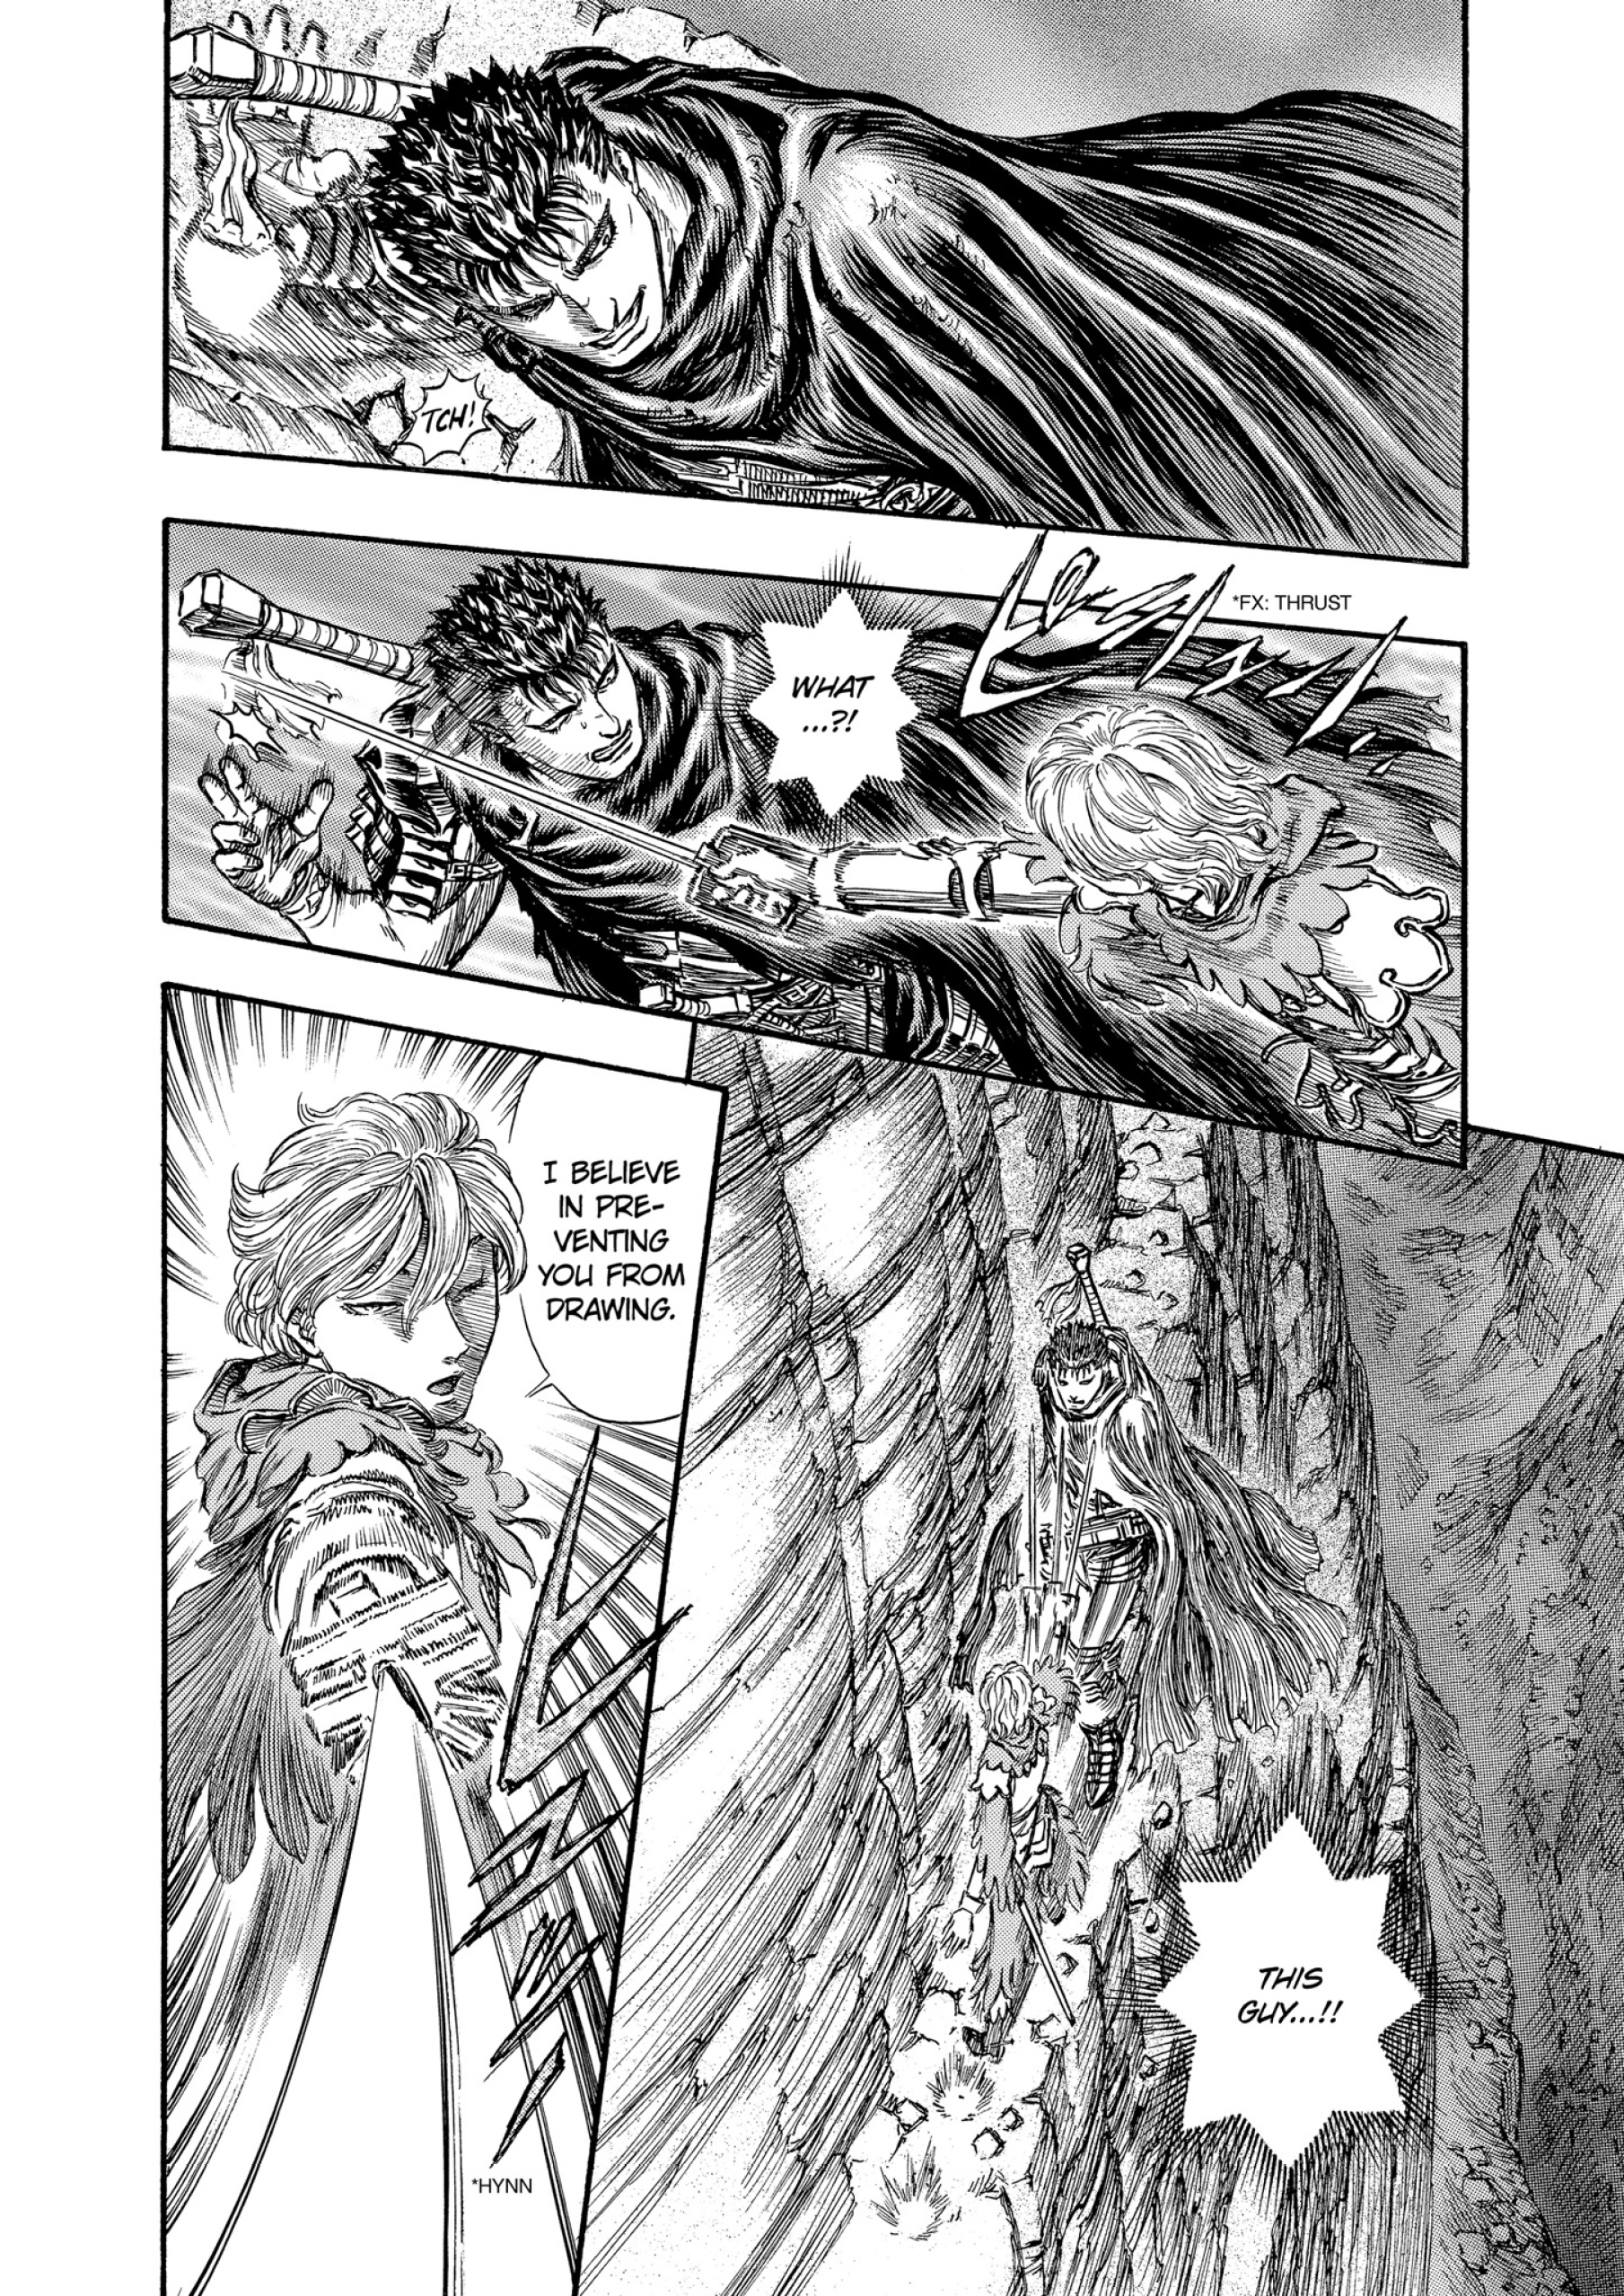 TCH!
*FX: THRUST
WHAT
...?!
THIS
GUY...!!
I BELIEVE
IN PRE-
VENTING
YOU FROM
DRAWING.
*HYNN